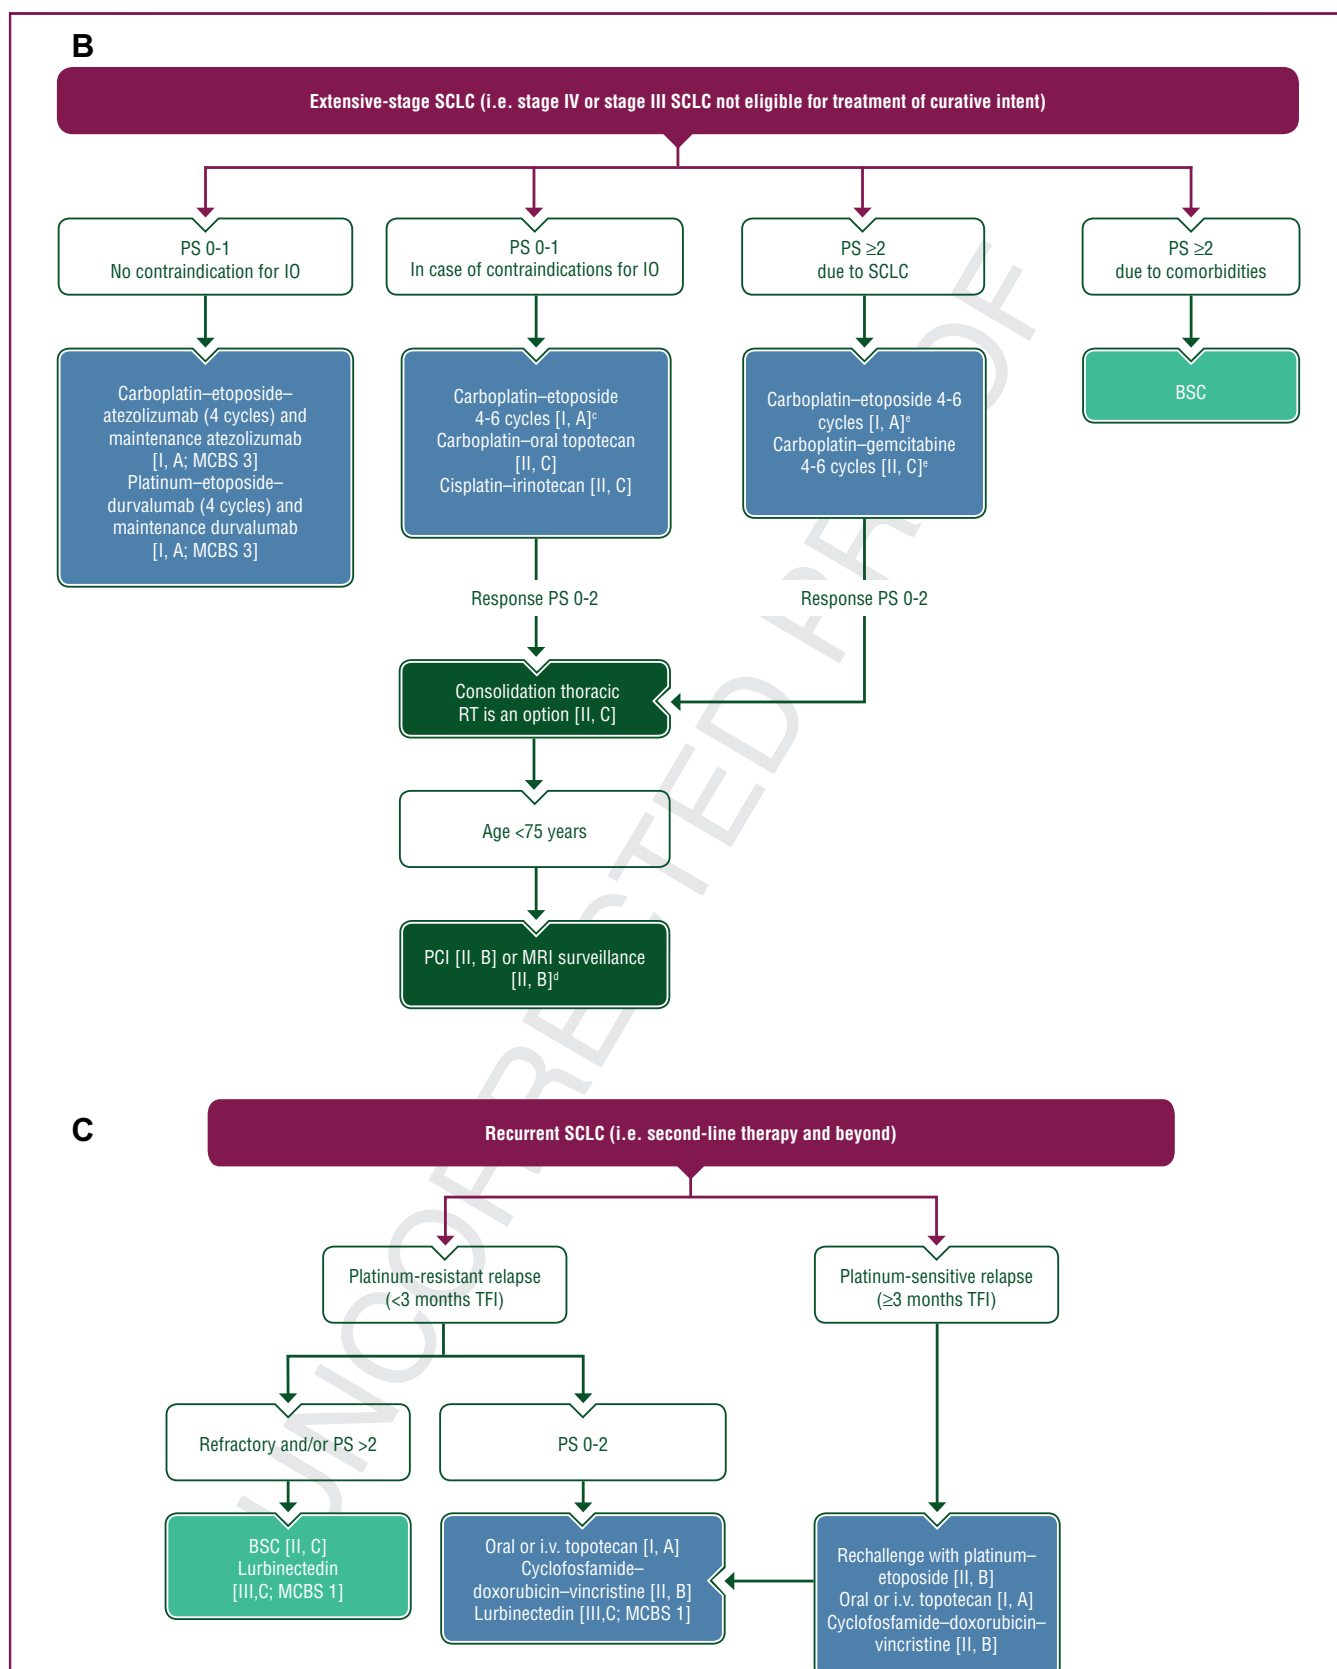 B
Extensive-stage SCLC (i.e. stage IV or stage III SCLC not eligible for treatment of curative intent)
PS 0-1
No contraindication for IO
PS 0-1
In case of contraindications for IO
PS ≥2
due to SCLC
PS ≥2
due to comorbidities
Carboplatin–etoposide–
atezolizumab (4 cycles) and
maintenance atezolizumab
[I, A; MCBS 3]
Platinum–etoposide–
durvalumab (4 cycles) and
maintenance durvalumab
[I, A; MCBS 3]
Carboplatin–etoposide
4-6 cycles [I, A]c
Carboplatin–oral topotecan
[II, C]
Cisplatin–irinotecan [II, C]
Carboplatin–etoposide 4-6
cycles [I, A]e
Carboplatin–gemcitabine
4-6 cycles [II, C]e
BSC
Response PS 0-2
Response PS 0-2
Consolidation thoracic
RT is an option [II, C]
Age <75 years
PCI [II, B] or MRI surveillance
[II, B]d
UNCORRECTED PROOF
C
Recurrent SCLC (i.e. second-line therapy and beyond)
Platinum-resistant relapse
(<3 months TFI)
Platinum-sensitive relapse
(≥3 months TFI)
Refractory and/or PS >2
PS 0-2
BSC [II, C]
Lurbinectedin
[III,C; MCBS 1]
Oral or i.v. topotecan [I, A]
Cyclofosfamide–
doxorubicin–vincristine [II, B]
Lurbinectedin [III,C; MCBS 1]
Rechallenge with platinum–
etoposide [II, B]
Oral or i.v. topotecan [I, A]
Cyclofosfamide–doxorubicin–
vincristine [II, B]